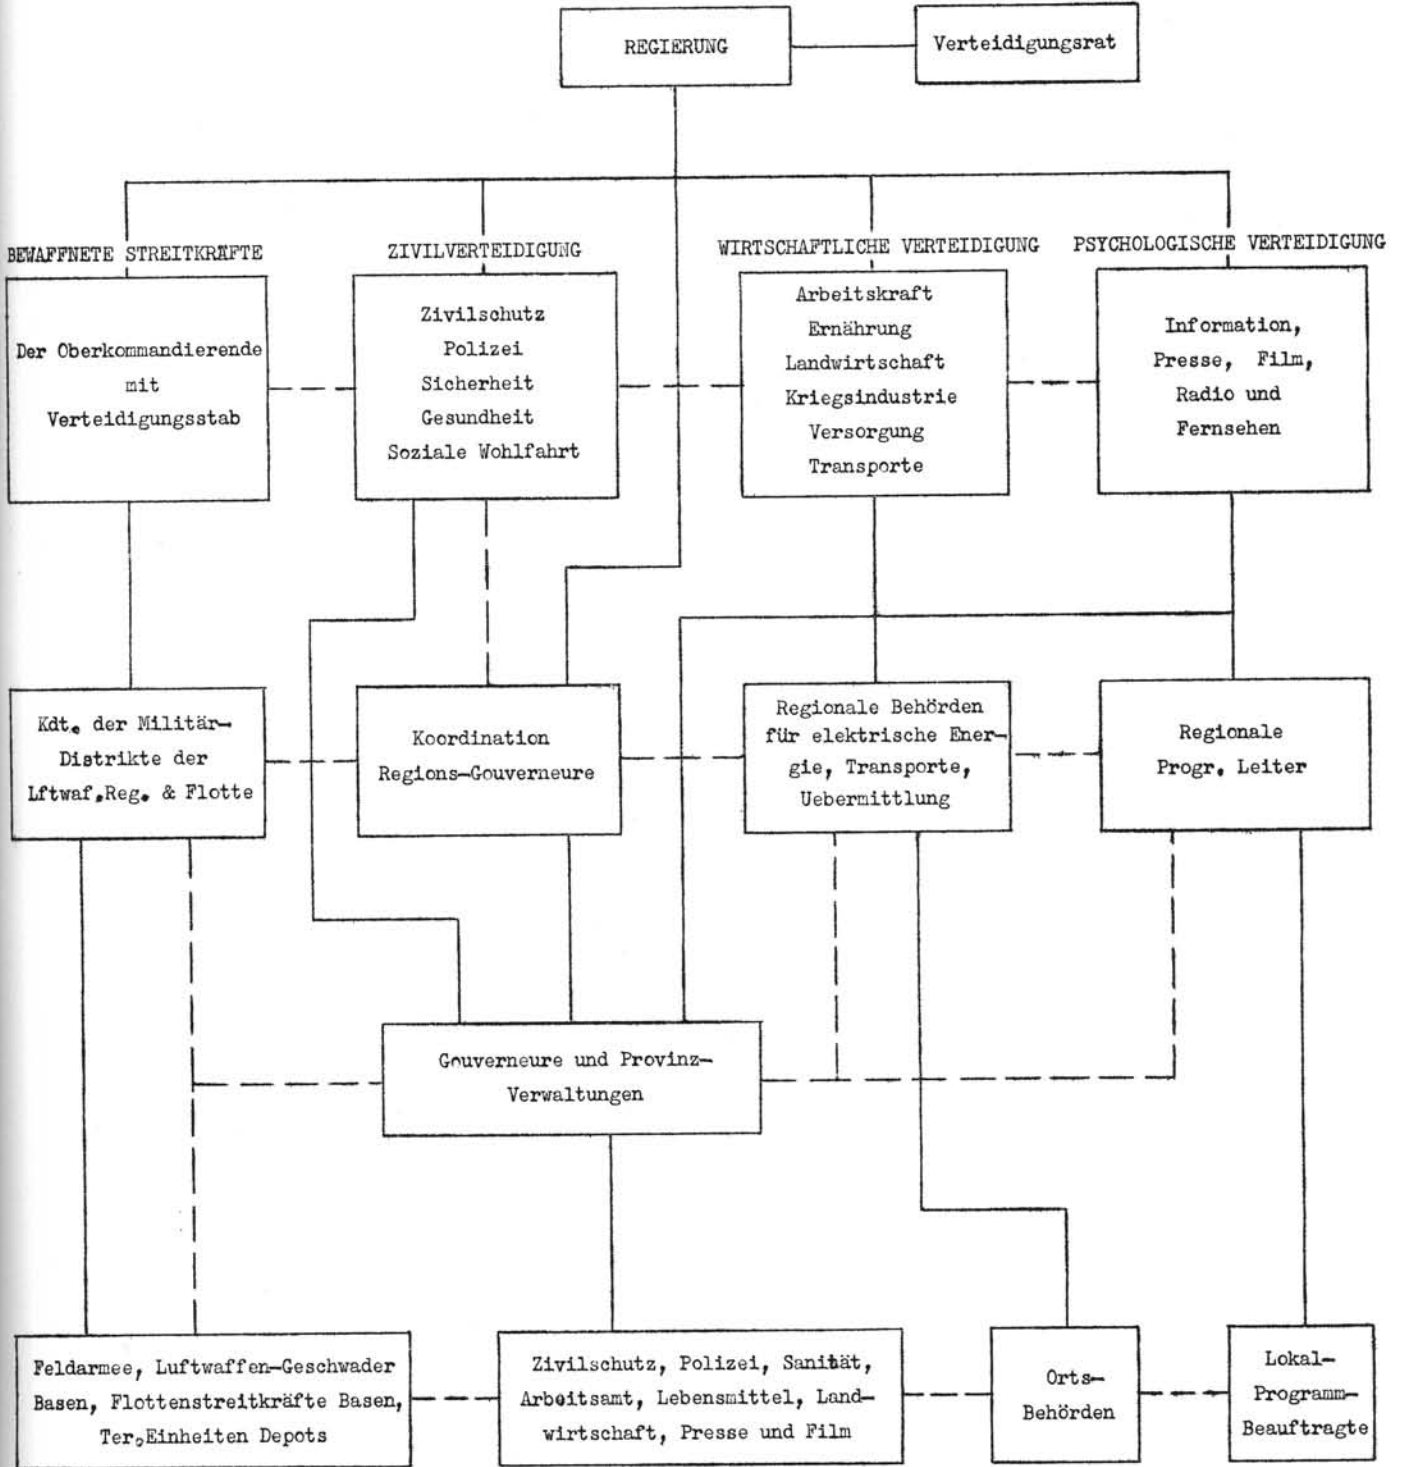 REGIERUNG
Verteidigungsrat
BEWAFFNETE STREITKRÄFTE
ZIVILVERTEIDIGUNG
WIRTSCHAFTLICHE VERTEIDIGUNG
PSYCHOLOGISCHE VERTEIDIGUNG
Der Oberkommandierende
mit
Verteidigungsstab
Zivilschutz
Polizei
Sicherheit
Gesundheit
Soziale Wohlfahrt
Arbeitskraft
Ernährung
Landwirtschaft
Kriegsindustrie
Versorgung
Transporte
Information,
Presse, Film,
Radio und
Fernsehen
Kdt. der Militär-
Distrikte der
Lftwaf.Reg. & Flotte
Koordination
Regions-Gouverneure
Regionale Behörden
für elektrische Ener-
gie, Transporte,
Uebermittlung
Regionale
Progr. Leiter
Gouverneure und Provinz-
Verwaltungen
Feldarmee, Luftwaffen-Geschwader
Basen, Flottenstreitkräfte Basen,
Ter.Einheiten Depots
Zivilschutz, Polizei, Sanität,
Arbeitsamt, Lebensmittel, Land-
wirtschaft, Presse und Film
Orts-
Behörden
Lokal-
Programm-
Beauftragte